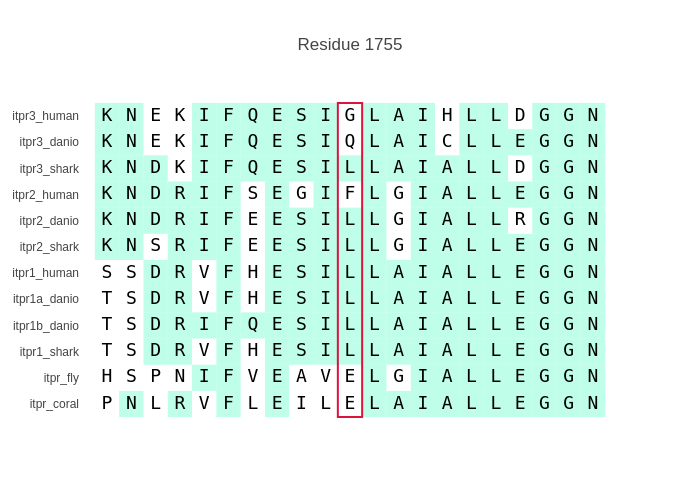 Residue 1755
itpr3_human K N E K I F Q E S I G L A I H L L D G G N
itpr3_danio K N E K I F Q E S I Q L A I C L L E G G N
itpr3_shark K N D K I F Q E S I L L A I A L L D G G N
itpr2_human K N D R I F S E G I F L G I A L L E G G N
itpr2_danio K N D R I F E E S I L L G I A L L R G G N
itpr2_shark K N S R I F E E S I L L G I A L L E G G N
itpr1_human S S D R V F H E S I L L A I A L L E G G N
itpr1a_danio T S D R V F H E S I L L A I A L L E G G N
itpr1b_danio T S D R I F Q E S I L L A I A L L E G G N
itpr1_shark T S D R V F H E S I L L A I A L L E G G N
itpr_fly H S P N I F V E A V E L G I A L L E G G N
itpr_coral P N L R V F L E I L E L A I A L L E G G N